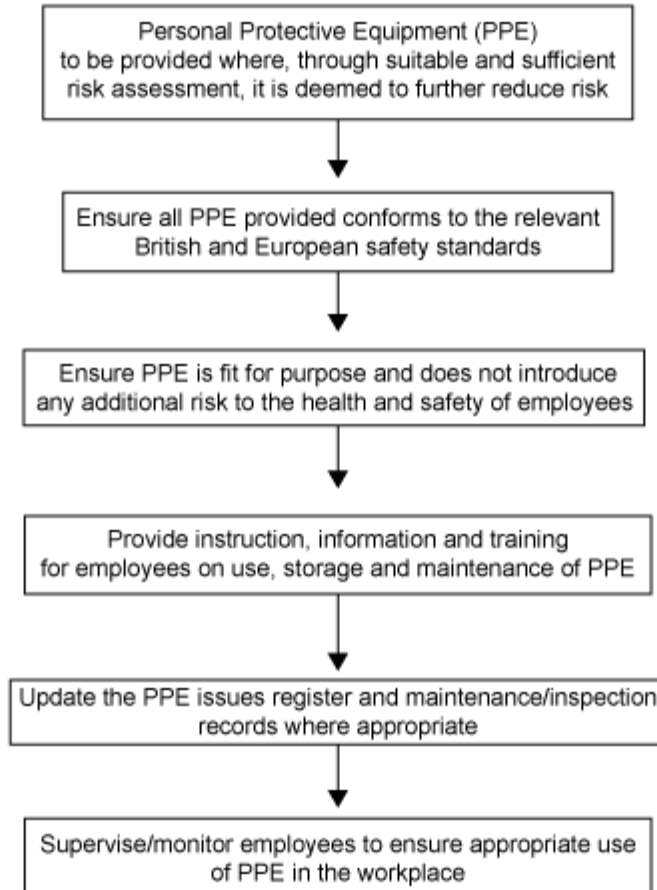 Personal Protective Equipment (PPE)
to be provided where, through suitable and sufficient
risk assessment, it is deemed to further reduce risk
Ensure all PPE provided conforms to the relevant
British and European safety standards
Ensure PPE is fit for purpose and does not introduce
any additional risk to the health and safety of employees
Provide instruction, information and training
for employees on use, storage and maintenance of PPE
Update the PPE issues register and maintenance/inspection
records where appropriate
Supervise/monitor employees to ensure appropriate use
of PPE in the workplace